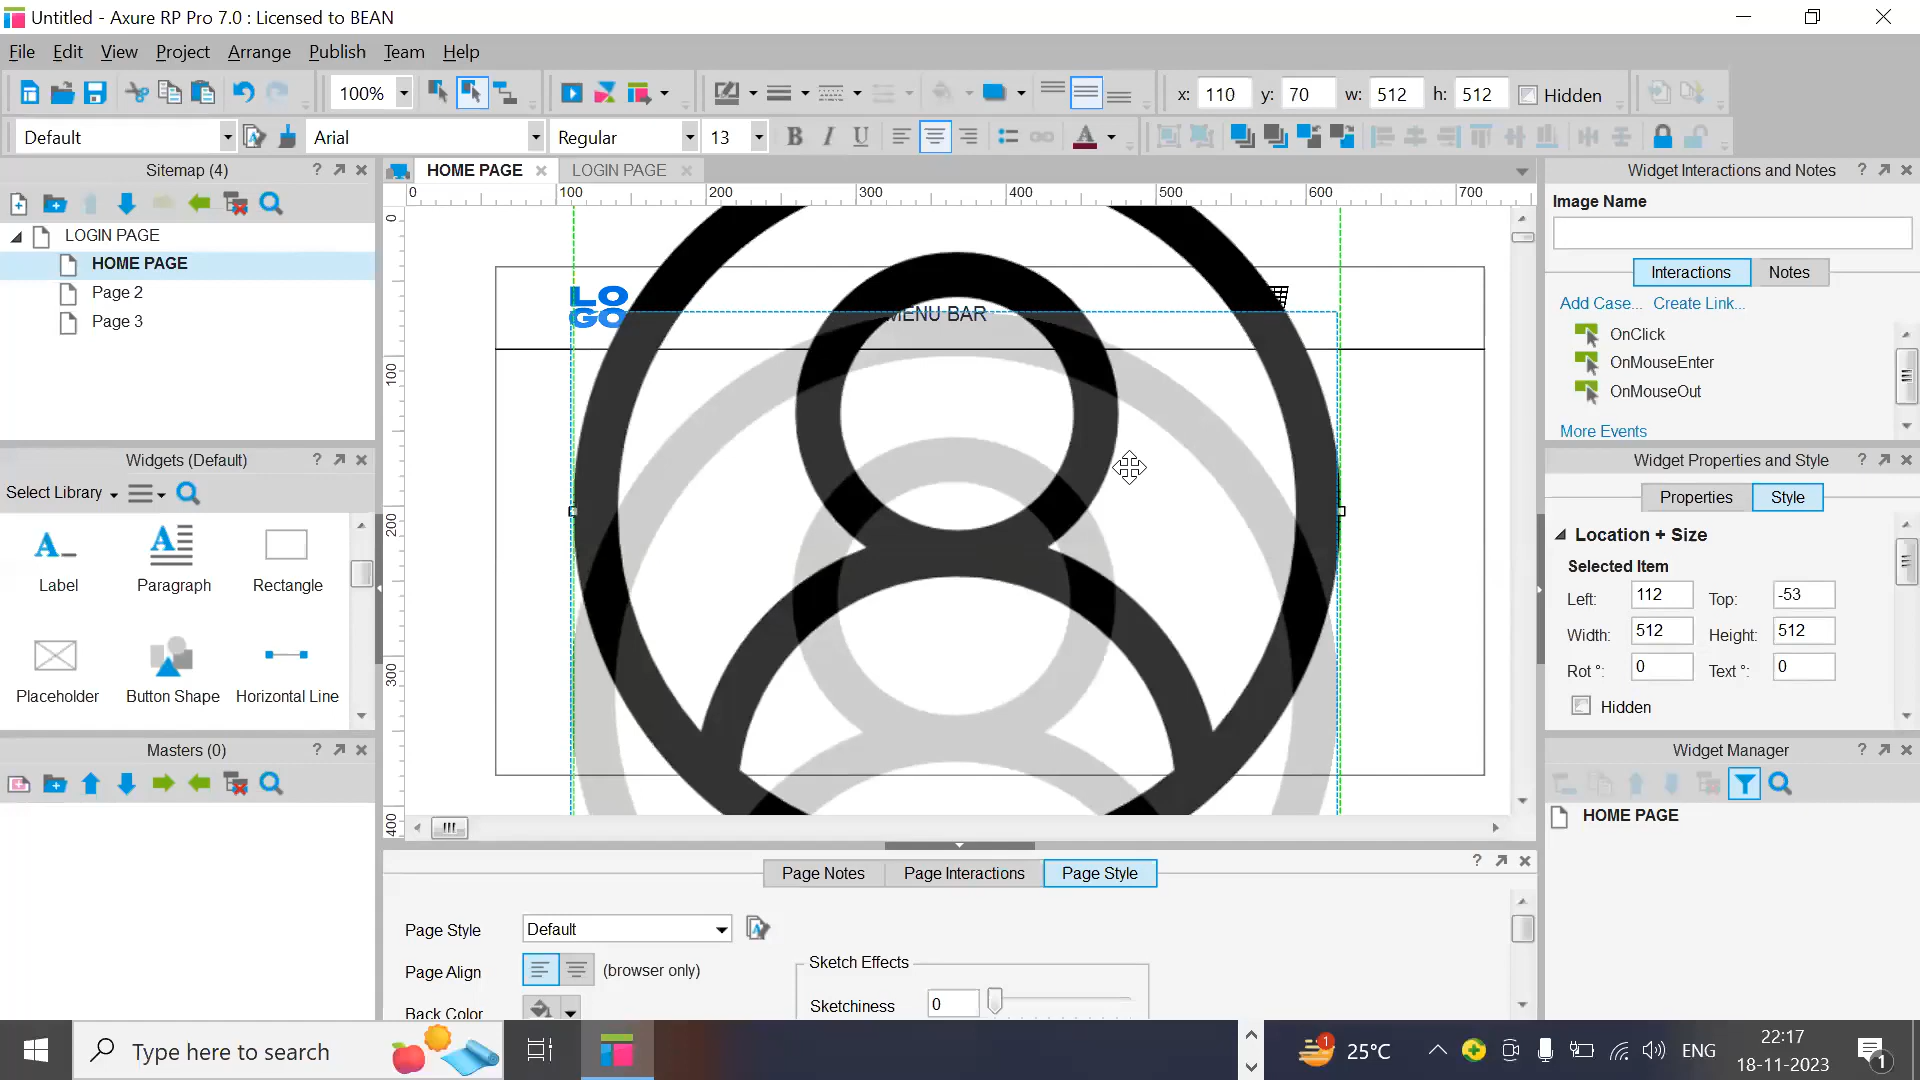 Untitled - Axure RP Pro 7.0 : Licensed to BEAN
File Edit View Project Arrange Publish Team Help
100% x: 110 y: 70 w: 512 h: 512 Hidden
Default Arial Regular 13 B I U A
Sitemap (4)
LOGIN PAGE
HOME PAGE
Page 2
Page 3
Widgets (Default)
Select Library
Label Paragraph Rectangle
Placeholder Button Shape Horizontal Line
Masters (0)
HOME PAGE LOGIN PAGE
0 100 200 300 400 500 600 700
0
100
200
300
400
LO
GO
MENU BAR
Page Notes Page Interactions Page Style
Page Style Default
Page Align (browser only)
Back Color
Sketch Effects
Sketchiness 0
Widget Interactions and Notes
Image Name
Interactions Notes
Add Case... Create Link...
OnClick
OnMouseEnter
OnMouseOut
More Events
Widget Properties and Style
Properties Style
Location + Size
Selected Item
Left: 112 Top: -53
Width: 512 Height: 512
Rot °: 0 Text °: 0
Hidden
Widget Manager
HOME PAGE
Type here to search
1 25°C ENG 22:17
18-11-2023 1